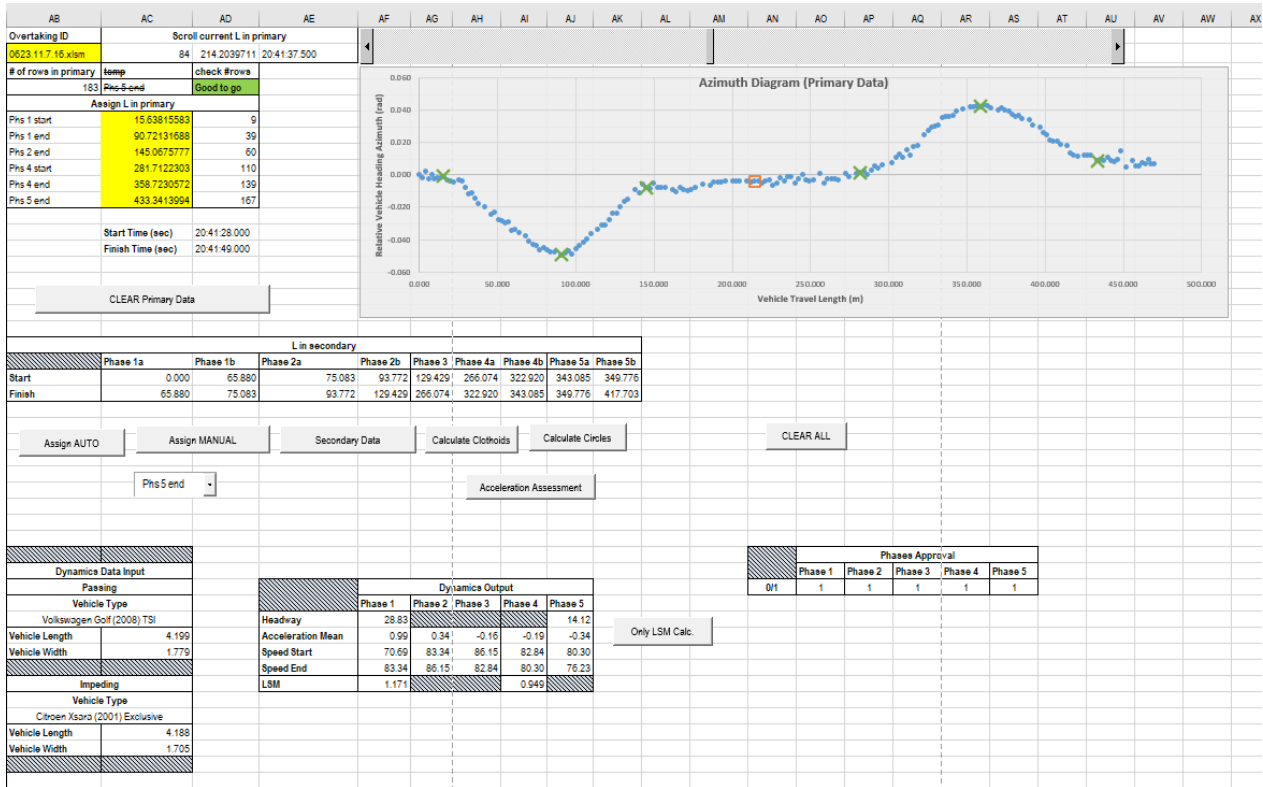 AB AC AD AE AF AG AH AI AJ AK AL AM AN AO AP AQ AR AS AT AU AV AW AX
Overtaking ID Scroll current L in primary
0623.11.7.16.xlsm 84 214.2039711 20:41:37.500
# of rows in primary temp check #rows
183 Phs 5 end Good to go
Assign L in primary
Phs 1 start 15.63815583 9
Phs 1 end 90.72131688 39
Phs 2 end 145.0675777 60
Phs 4 start 281.7122303 110
Phs 4 end 358.7230572 139
Phs 5 end 433.3413994 167
Start Time (sec) 20:41:28.000
Finish Time (sec) 20:41:49.000
CLEAR Primary Data
Azimuth Diagram (Primary Data)
Relative Vehicle Heading Azimuth (rad)
0.060
0.040
0.020
0.000
-0.020
-0.040
-0.060
0.000 50.000 100.000 150.000 200.000 250.000 300.000 350.000 400.000 450.000 500.000
Vehicle Travel Length (m)
L in secondary
Phase 1a Phase 1b Phase 2a Phase 2b Phase 3 Phase 4a Phase 4b Phase 5a Phase 5b
Start 0.000 65.880 75.083 93.772 129.429 266.074 322.920 343.085 349.776
Finish 65.880 75.083 93.772 129.429 266.074 322.920 343.085 349.776 417.703
Assign AUTO Assign MANUAL Secondary Data Calculate Clothoids Calculate Circles CLEAR ALL
Phs 5 end Acceleration Assessment
Dynamics Data Input
Passing
Vehicle Type
Volkswagen Golf (2008) TSI
Vehicle Length 4.199
Vehicle Width 1.779
Impeding
Vehicle Type
Citroen Xsara (2001) Exclusive
Vehicle Length 4.188
Vehicle Width 1.705
Dynamics Output
Phase 1 Phase 2 Phase 3 Phase 4 Phase 5
Headway 28.83 14.12
Acceleration Mean 0.99 0.34 -0.16 -0.19 -0.34
Speed Start 70.69 83.34 86.15 82.84 80.30
Speed End 83.34 86.15 82.84 80.30 76.23
LSM 1.171 0.949
Only LSM Calc.
Phases Approval
Phase 1 Phase 2 Phase 3 Phase 4 Phase 5
0/1 1 1 1 1 1